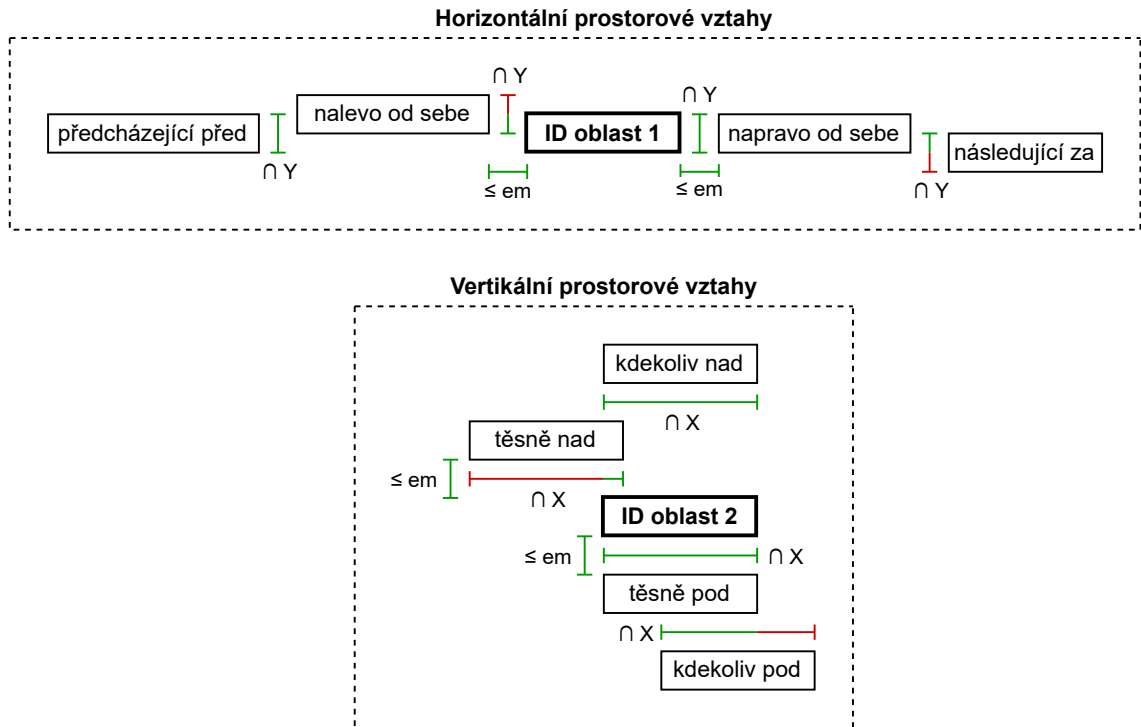 Horizontální prostorové vztahy
předcházející před
∩ Y
nalevo od sebe
∩ Y
≤ em
ID oblast 1
∩ Y
≤ em
napravo od sebe
∩ Y
následující za
Vertikální prostorové vztahy
kdekoliv nad
∩ X
těsně nad
≤ em
∩ X
ID oblast 2
≤ em
∩ X
těsně pod
∩ X
kdekoliv pod